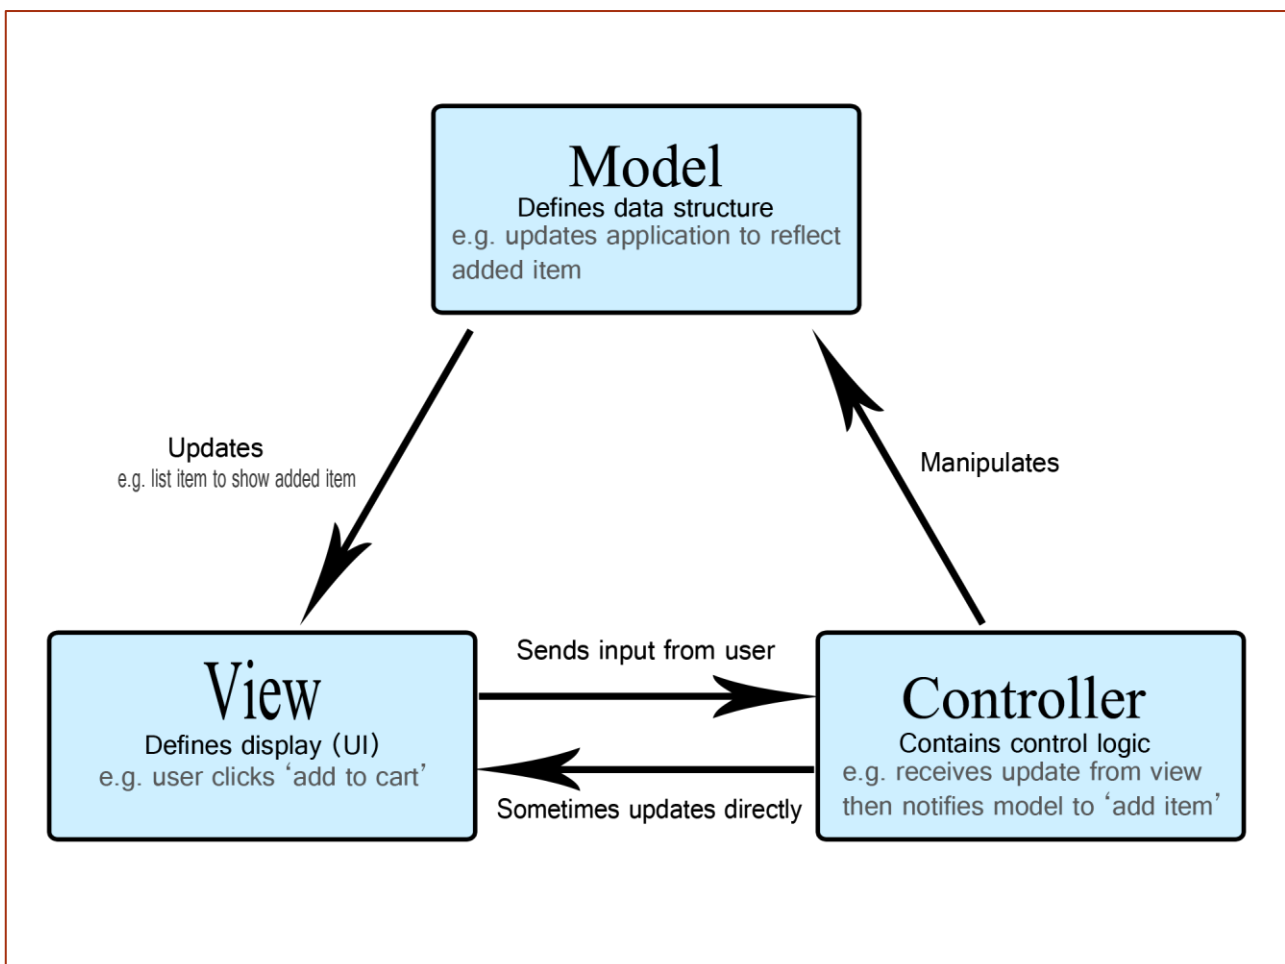 Model
Defines data structure
e.g. updates application to reflect
added item
Updates
e.g. list item to show added item
Manipulates
View
Defines display (UI)
e.g. user clicks ‘add to cart’
Sends input from user
Sometimes updates directly
Controller
Contains control logic
e.g. receives update from view
then notifies model to ‘add item’